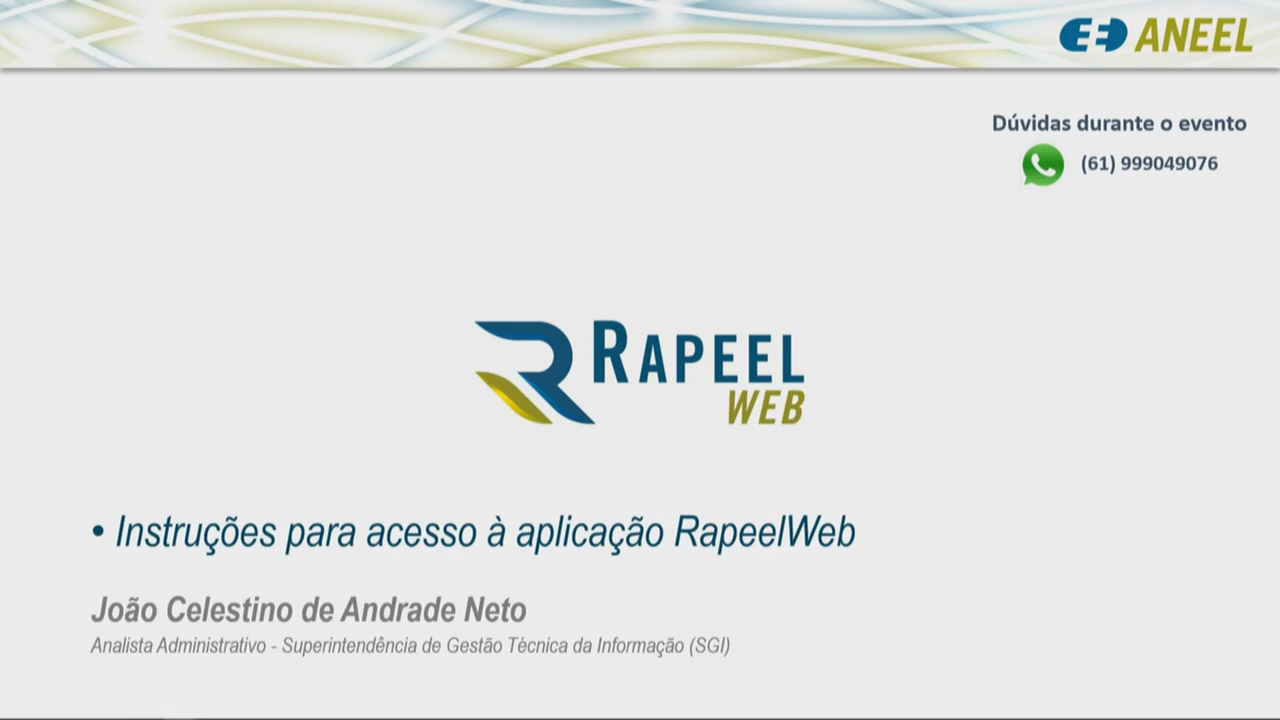 ANEEL
Dúvidas durante o evento
(61) 999049076
RAPEEL
WEB
• Instruções para acesso à aplicação RapeelWeb
João Celestino de Andrade Neto
Analista Administrativo - Superintendência de Gestão Técnica da Informação (SGI)